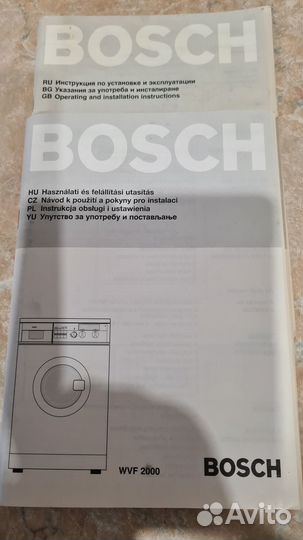 BOSCH
RU Инструкция по установке и эксплуатации
BG Указания за употреба и инсталиране
GB Operating and installation instructions
BOSCH
HU Használati és felállítási utasítás
CZ Návod k použití a pokyny pro instalaci
PL Instrukcja obsługi i ustawienia
YU Упутство за употребу и постављање
WVF 2000
BOSCH
Avito